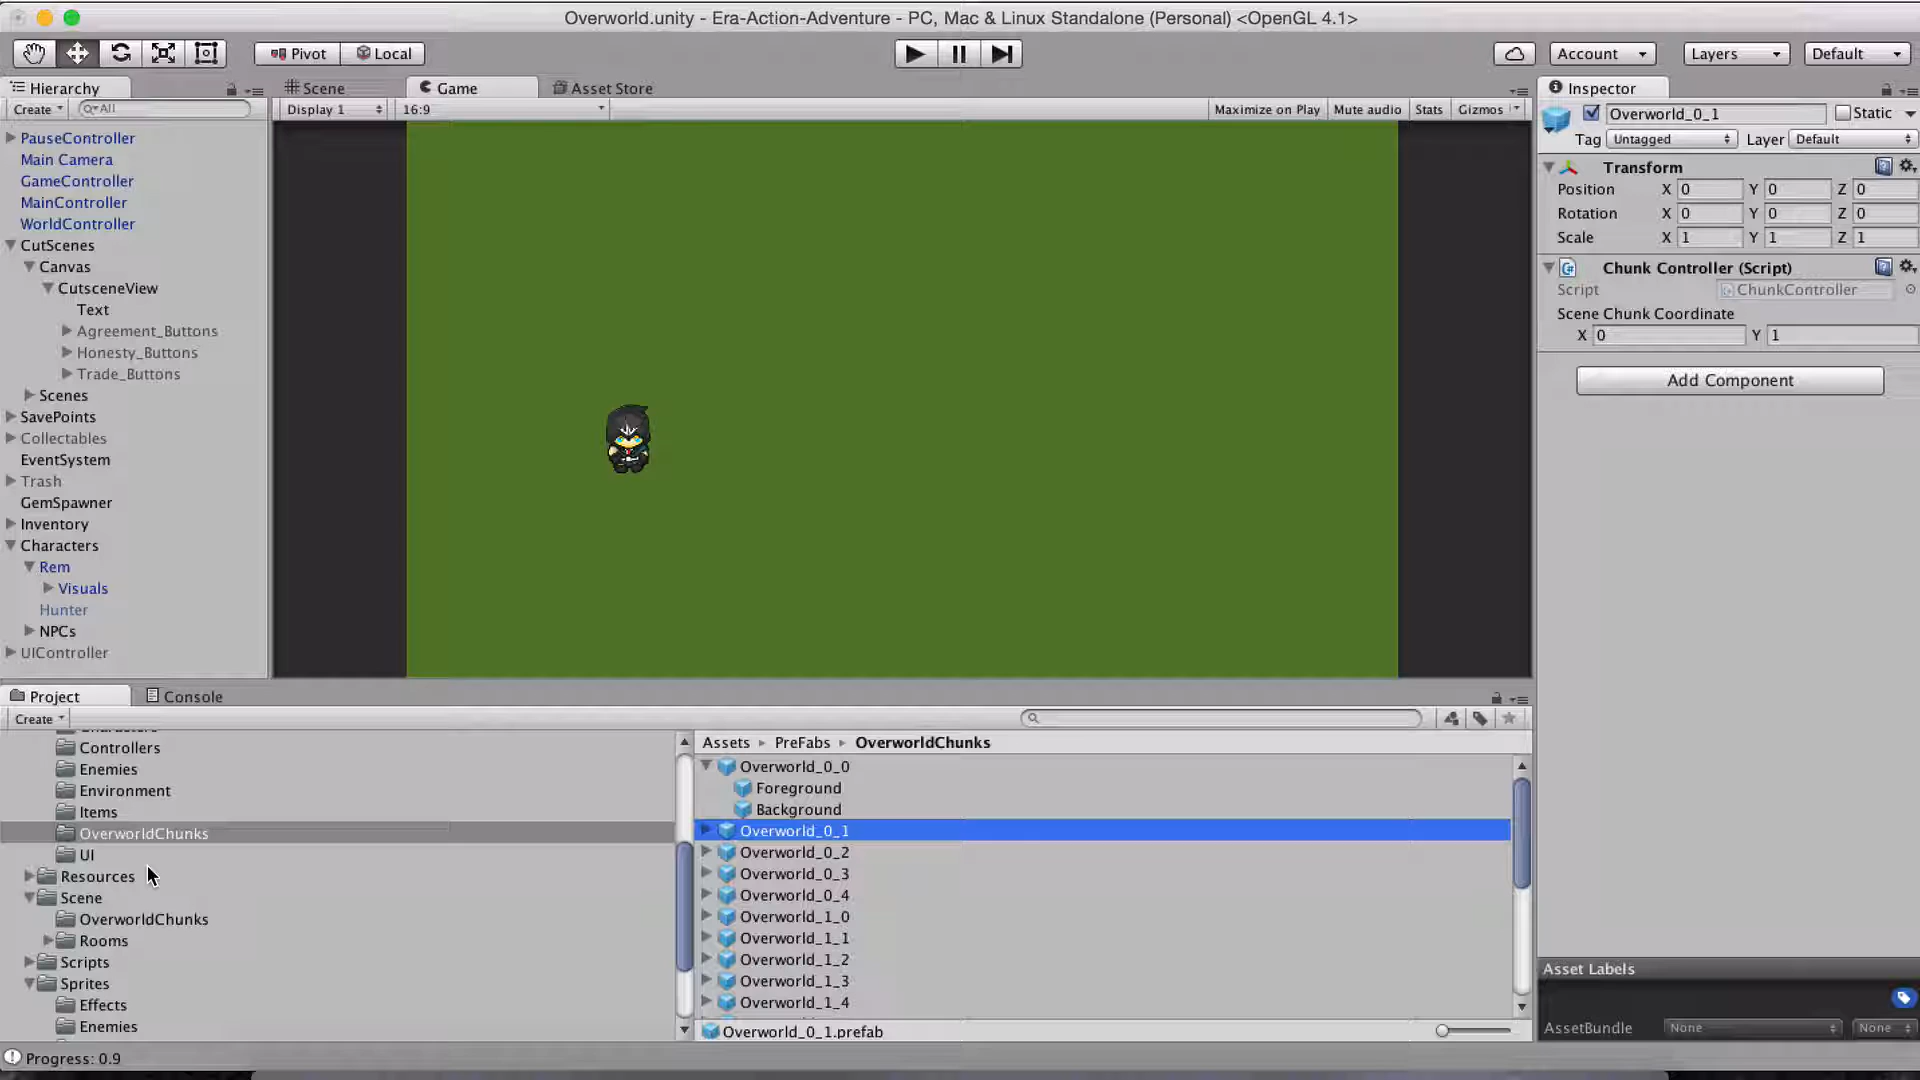 Overworld.unity - Era-Action-Adventure - PC, Mac & Linux Standalone (Personal) <OpenGL 4.1>
Pivot Local Account Layers Default
Hierarchy
Create All
PauseController
Main Camera
GameController
MainController
WorldController
CutScenes
Canvas
CutsceneView
Text
Agreement_Buttons
Honesty_Buttons
Trade_Buttons
Scenes
SavePoints
Collectables
EventSystem
Trash
GemSpawner
Inventory
Characters
Rem
Visuals
Hunter
NPCs
UIController
Scene Game Asset Store
Display 1 16:9 Maximize on Play Mute audio Stats Gizmos
Inspector
Overworld_0_1 Static
Tag Untagged Layer Default
Transform
Position X 0 Y 0 Z 0
Rotation X 0 Y 0 Z 0
Scale X 1 Y 1 Z 1
Chunk Controller (Script)
Script ChunkController
Scene Chunk Coordinate
X 0 Y 1
Add Component
Project Console
Create
Characters
Controllers
Enemies
Environment
Items
OverworldChunks
UI
Resources
Scene
OverworldChunks
Rooms
Scripts
Sprites
Effects
Enemies
Assets PreFabs OverworldChunks
Overworld_0_0
Foreground
Background
Overworld_0_1
Overworld_0_2
Overworld_0_3
Overworld_0_4
Overworld_1_0
Overworld_1_1
Overworld_1_2
Overworld_1_3
Overworld_1_4
Overworld_0_1.prefab
Asset Labels
AssetBundle None None
Progress: 0.9